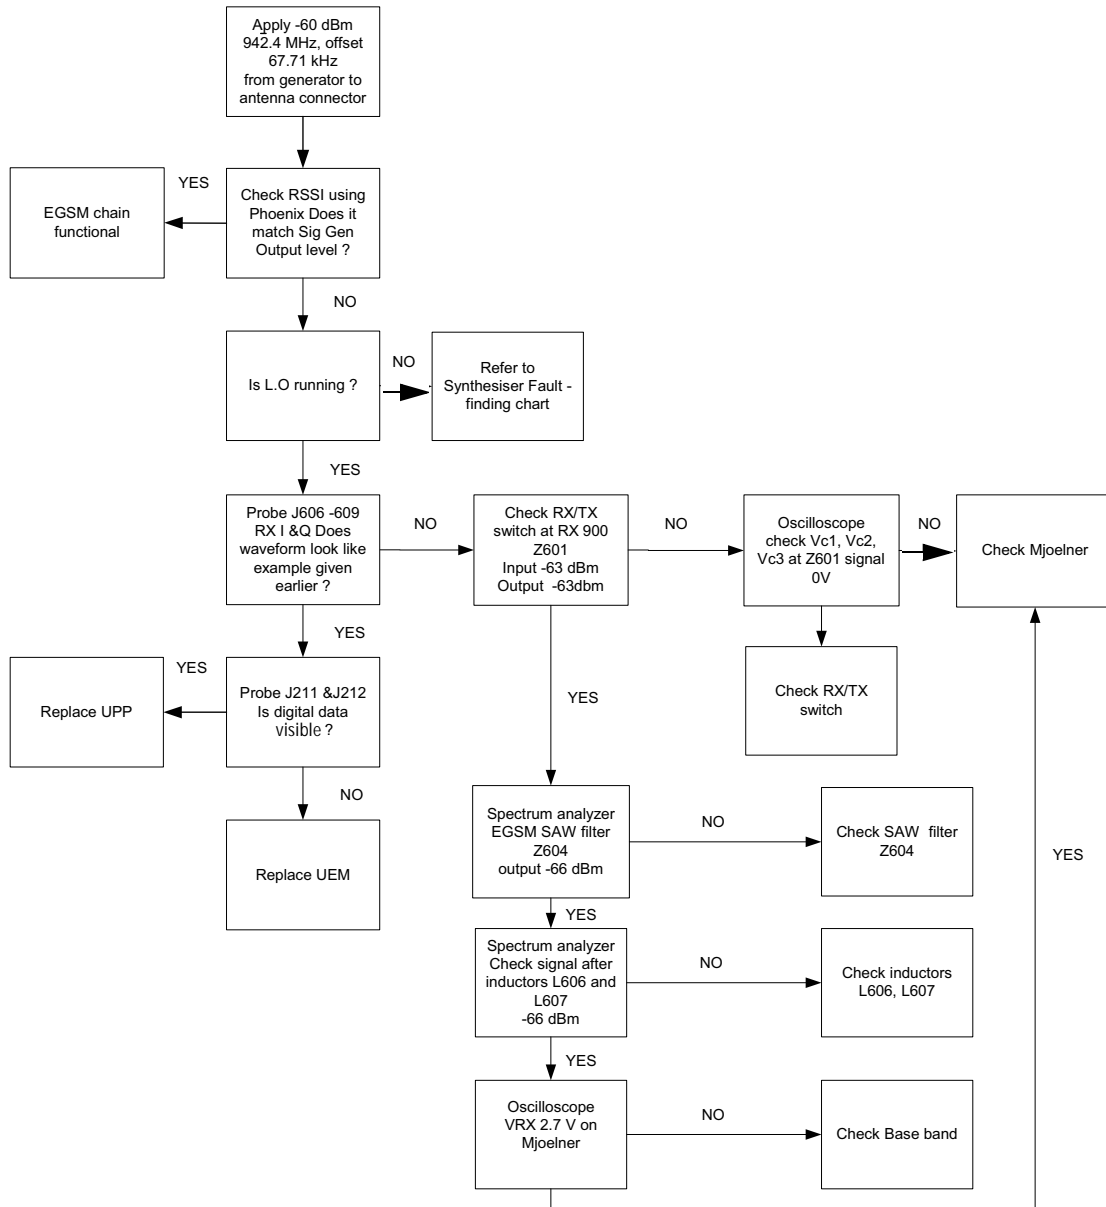 Apply -60 dBm
942.4 MHz, offset
67.71 kHz
from generator to
antenna connector
YES
EGSM chain
functional
Check RSSI using
Phoenix Does it
match Sig Gen
Output level ?
NO
Is L.O running ?
NO
Refer to
Synthesiser Fault -
finding chart
YES
Probe J606 -609
RX I &Q Does
waveform look like
example given
earlier ?
NO
Check RX/TX
switch at RX 900
Z601
Input -63 dBm
Output -63dbm
NO
Oscilloscope
check Vc1, Vc2,
Vc3 at Z601 signal
0V
NO
Check Mjoelner
YES
YES
Replace UPP
Probe J211 &J212
Is digital data
visible ?
Check RX/TX
switch
YES
NO
Replace UEM
Spectrum analyzer
EGSM SAW filter
Z604
output -66 dBm
NO
Check SAW filter
Z604
YES
YES
Spectrum analyzer
Check signal after
inductors L606 and
L607
-66 dBm
NO
Check inductors
L606, L607
YES
Oscilloscope
VRX 2.7 V on
Mjoelner
NO
Check Base band